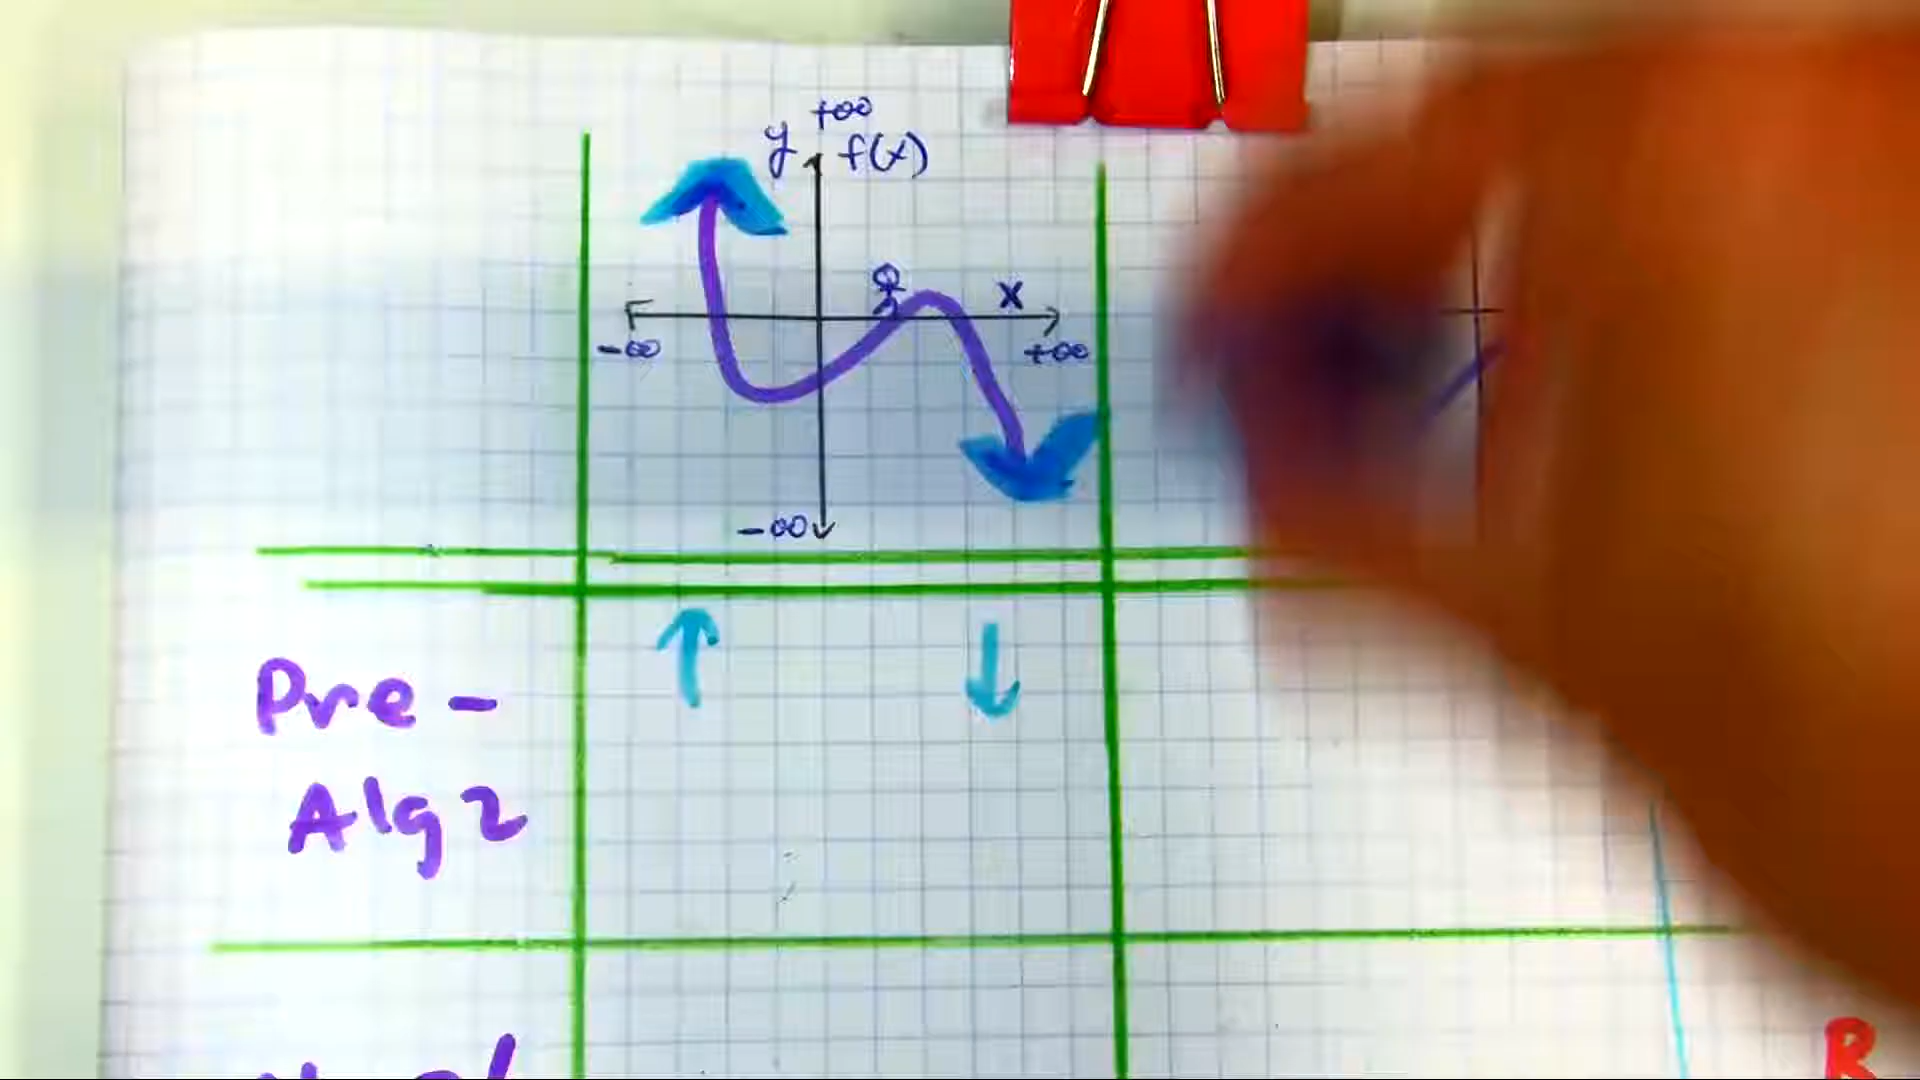 +∞
y f(x)
x
-∞ +∞
-∞
Pre-
Alg 2
R